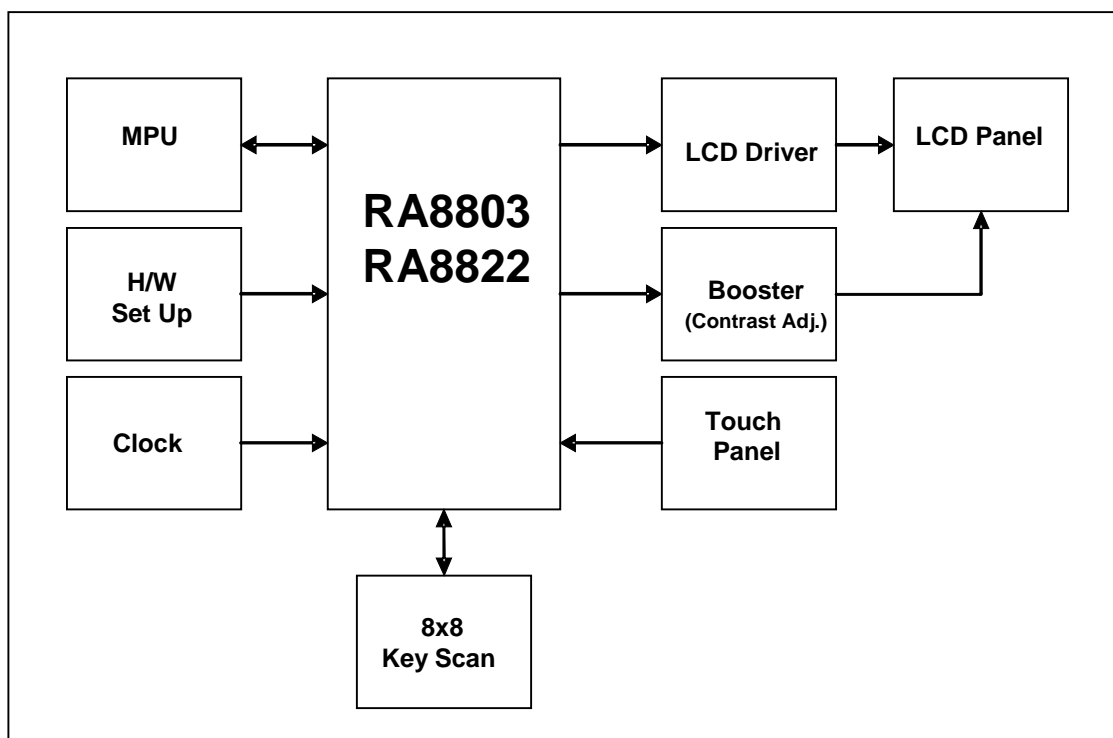 MPU
H/W
Set Up
Clock
RA8803
RA8822
8x8
Key Scan
LCD Driver
Booster
(Contrast Adj.)
Touch
Panel
LCD Panel